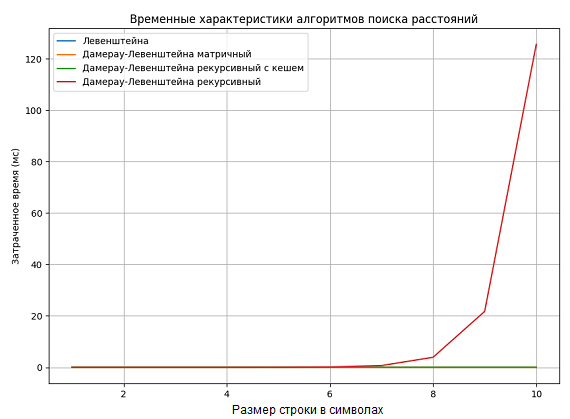 Временные характеристики алгоритмов поиска расстояний
Левенштейна
Дамерау-Левенштейна матричный
Дамерау-Левенштейна рекурсивный с кешем
Дамерау-Левенштейна рекурсивный
Затраченное время (мс)
120
100
80
60
40
20
0
2 4 6 8 10
Размер строки в символах